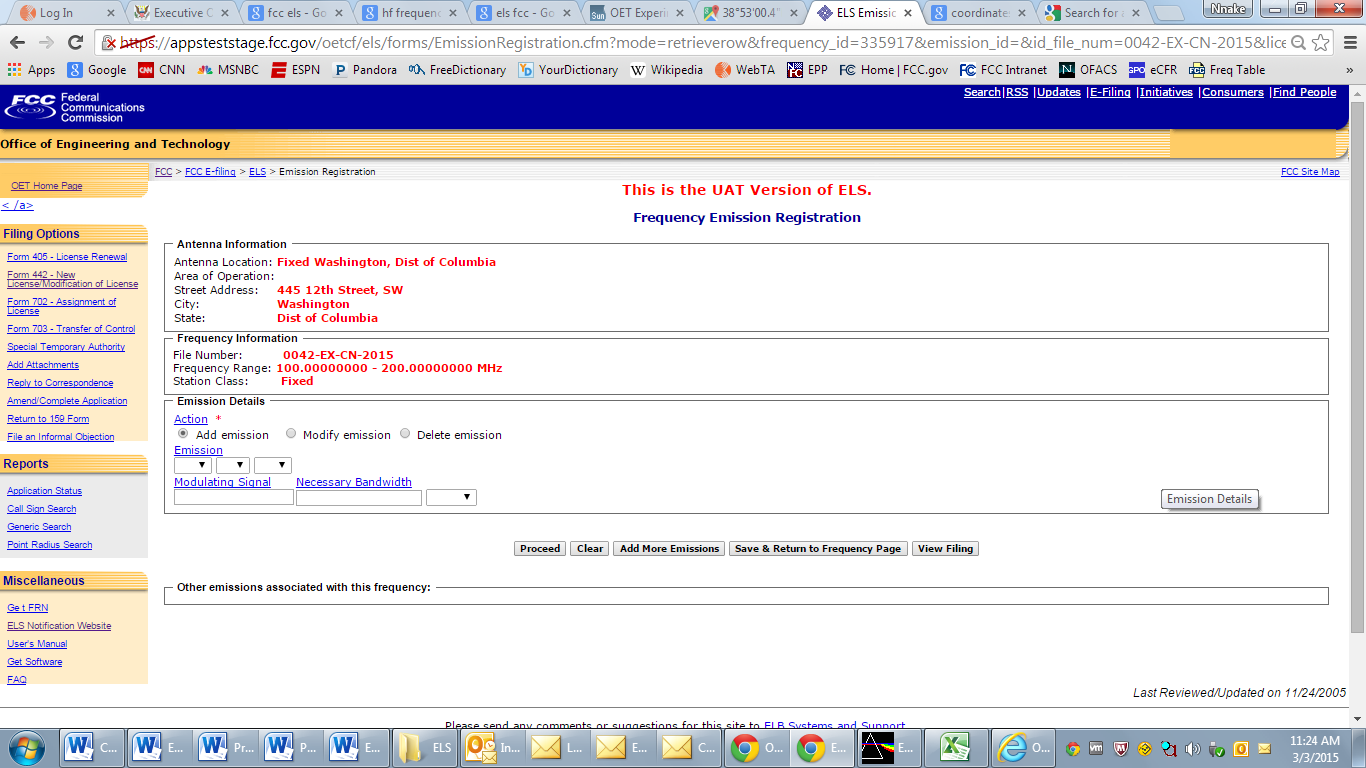 Log In
Executive O
fcc els - Go
hf frequenc
els fcc - Go
OET Experi
38°53'00.4"
ELS Emissic
coordinates
Search for a
Nnake
https://appsteststage.fcc.gov/oetcf/els/forms/EmissionRegistration.cfm?mode=retrieverow&frequency_id=335917&emission_id=&id_file_num=0042-EX-CN-2015&lice
Apps Google CNN MSNBC ESPN Pandora FreeDictionary YourDictionary Wikipedia WebTA EPP Home | FCC.gov FCC Intranet OFACS eCFR Freq Table »
FCC Federal Communications Commission
Search | RSS | Updates | E-Filing | Initiatives | Consumers | Find People
Office of Engineering and Technology
OET Home Page
< /a>
FCC > FCC E-filing > ELS > Emission Registration
FCC Site Map
This is the UAT Version of ELS.
Frequency Emission Registration
Filing Options
Form 405 - License Renewal
Form 442 - New
License/Modification of License
Form 702 - Assignment of
License
Form 703 - Transfer of Control
Special Temporary Authority
Add Attachments
Reply to Correspondence
Amend/Complete Application
Return to 159 Form
File an Informal Objection
Reports
Application Status
Call Sign Search
Generic Search
Point Radius Search
Miscellaneous
Ge t FRN
ELS Notification Website
User's Manual
Get Software
FAQ
Antenna Information
Antenna Location: Fixed Washington, Dist of Columbia
Area of Operation:
Street Address: 445 12th Street, SW
City: Washington
State: Dist of Columbia
Frequency Information
File Number: 0042-EX-CN-2015
Frequency Range: 100.00000000 - 200.00000000 MHz
Station Class: Fixed
Emission Details
Action *
Add emission Modify emission Delete emission
Emission
Modulating Signal Necessary Bandwidth
Emission Details
Proceed Clear Add More Emissions Save & Return to Frequency Page View Filing
Other emissions associated with this frequency:
Last Reviewed/Updated on 11/24/2005
Please send any comments or suggestions for this site to ELB Systems and Support
C... E... Pr... P... E... ELS In... L... E... C... O... E... E... O...
11:24 AM
3/3/2015